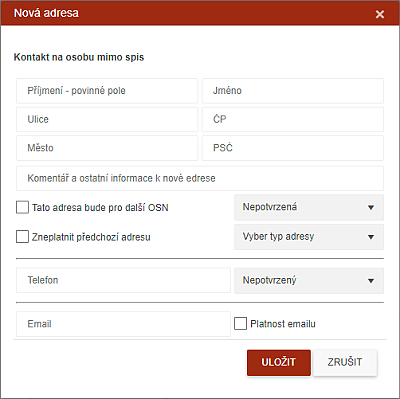 Nová adresa
Kontakt na osobu mimo spis
Příjmení - povinné pole
Jméno
Ulice
ČP
Město
PSČ
Komentář a ostatní informace k nové edrese
Tato adresa bude pro další OSN
Nepotvrzená
Zneplatnit předchozí adresu
Vyber typ adresy
Telefon
Nepotvrzený
Email
Platnost emailu
ULOŽIT
ZRUŠIT